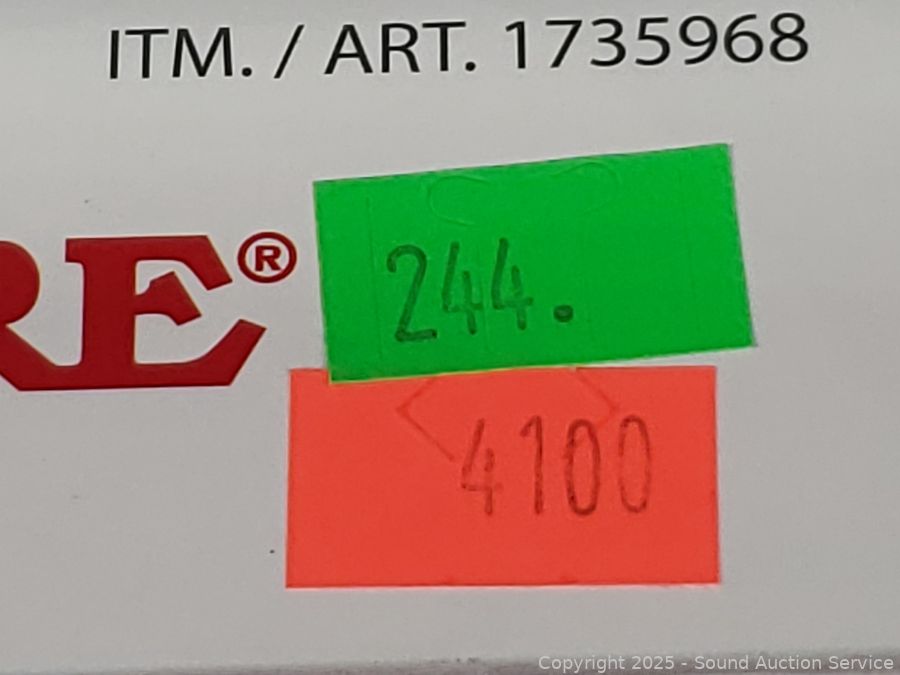 ITM. / ART. 1735968
RE®
244.
4100
Copyright 2025 - Sound Auction Service